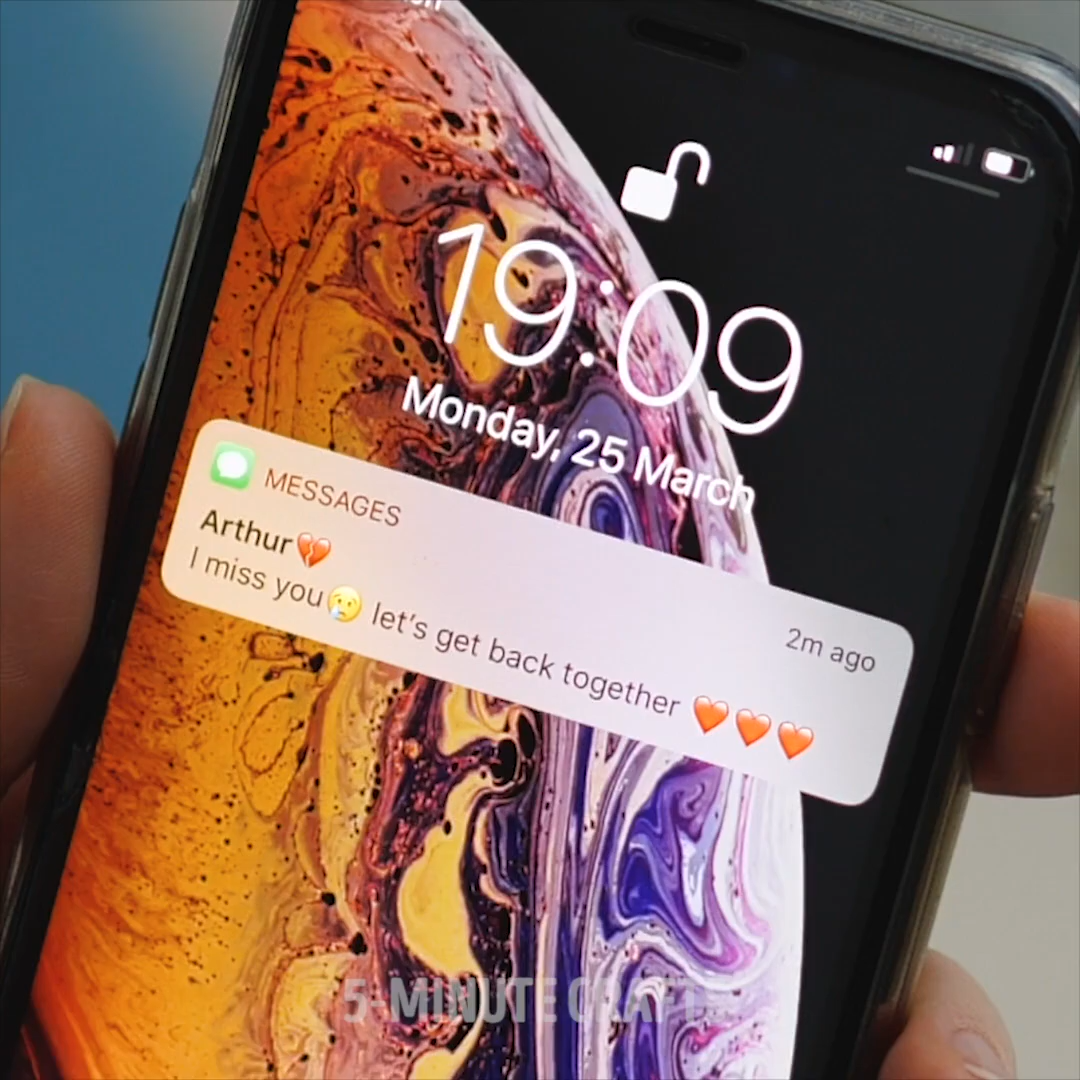 19:09
Monday, 25 March
MESSAGES
Arthur💔
2m ago
I miss you😢 let's get back together ❤️❤️❤️
5-MINUTE CRAFTS